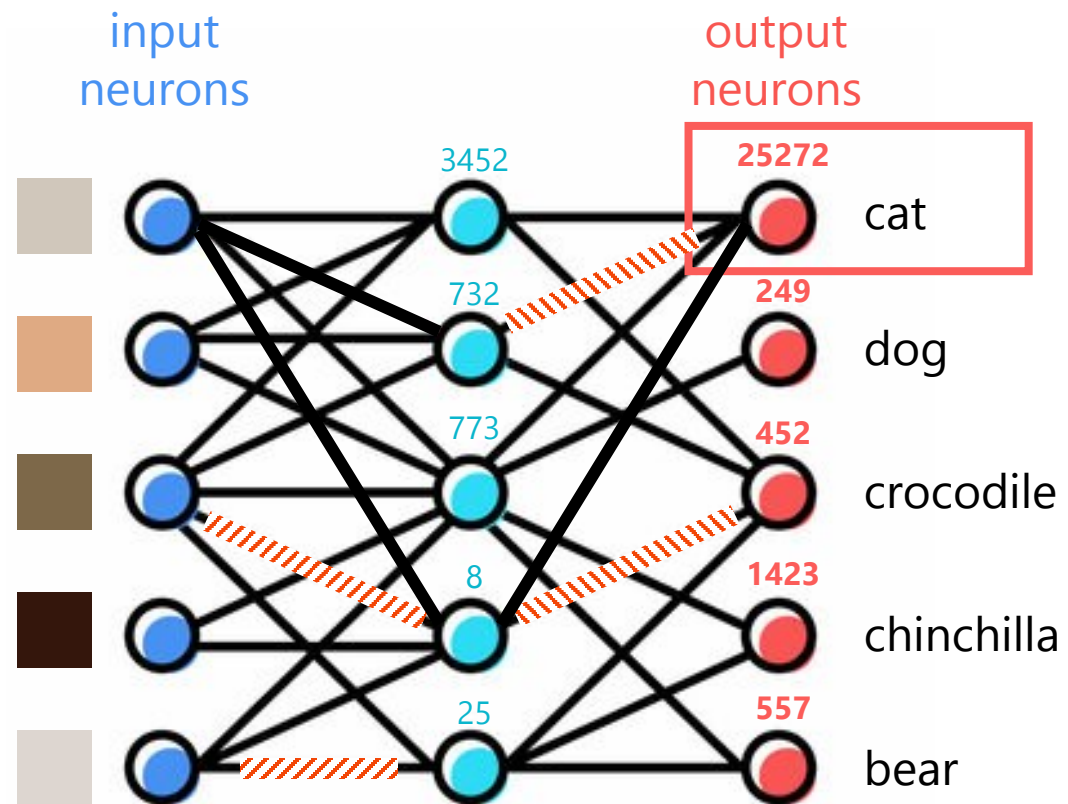 input
neurons
output
neurons
3452
25272
cat
732
249
dog
773
452
crocodile
8
1423
chinchilla
25
557
bear